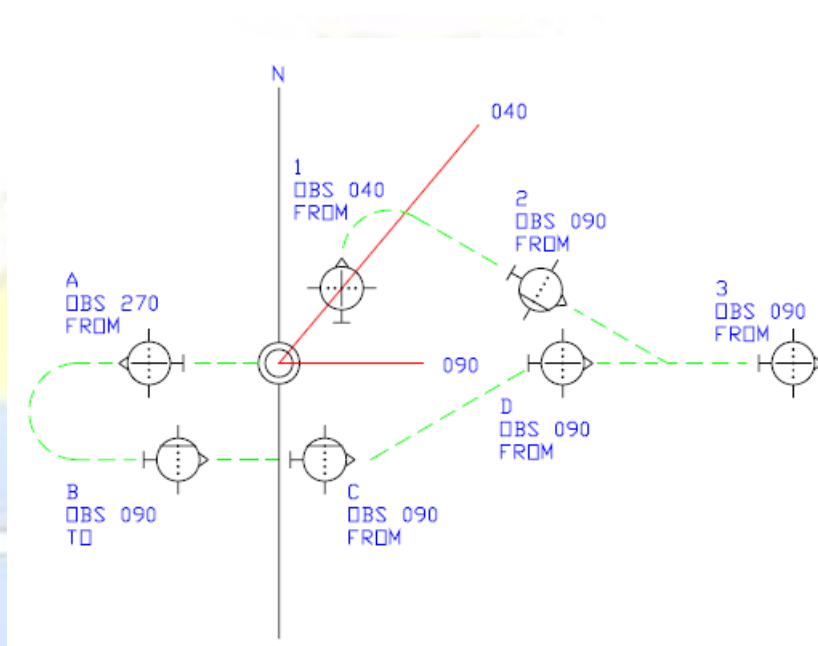 N
040
1
OBS 040
FROM
2
OBS 090
FROM
A
OBS 270
FROM
3
OBS 090
FROM
090
D
OBS 090
FROM
B
OBS 090
TO
C
OBS 090
FROM